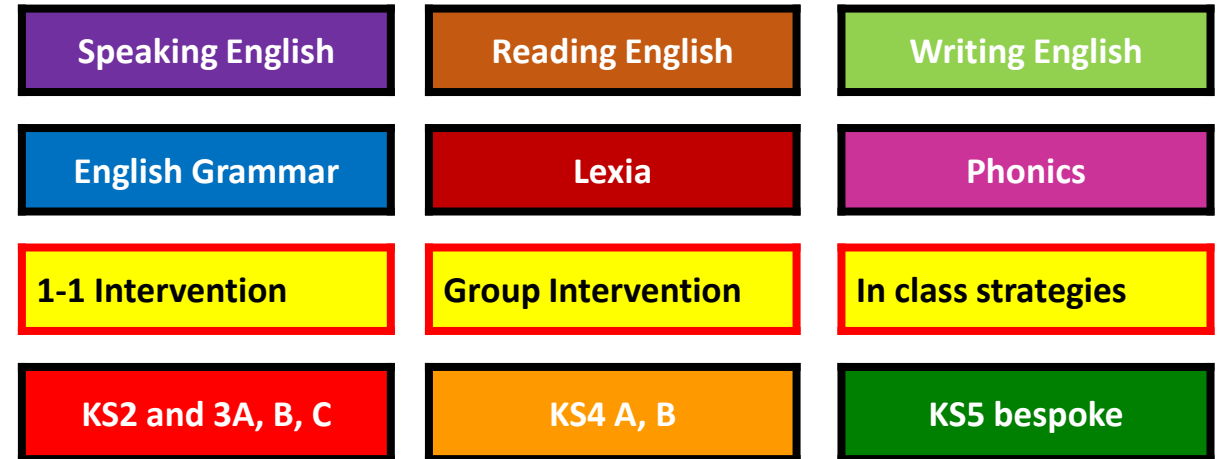 Speaking English
Reading English
Writing English
English Grammar
Lexia
Phonics
1-1 Intervention
Group Intervention
In class strategies
KS2 and 3A, B, C
KS4 A, B
KS5 bespoke